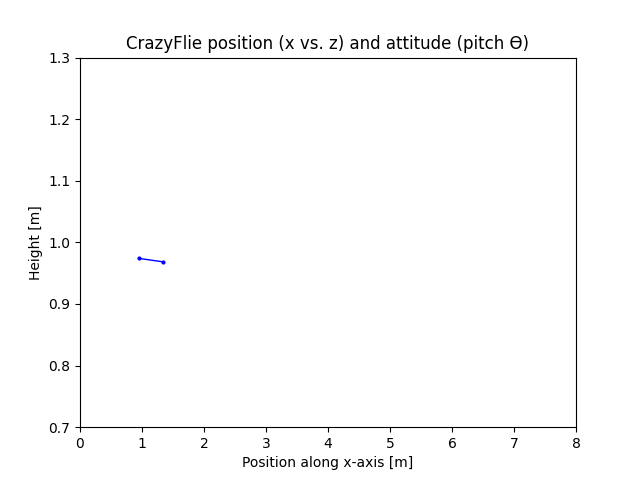 CrazyFlie position (x vs. z) and attitude (pitch Θ)
1.3
1.2
1.1
1.0
0.9
0.8
0.7
Height [m]
0 1 2 3 4 5 6 7 8
Position along x-axis [m]